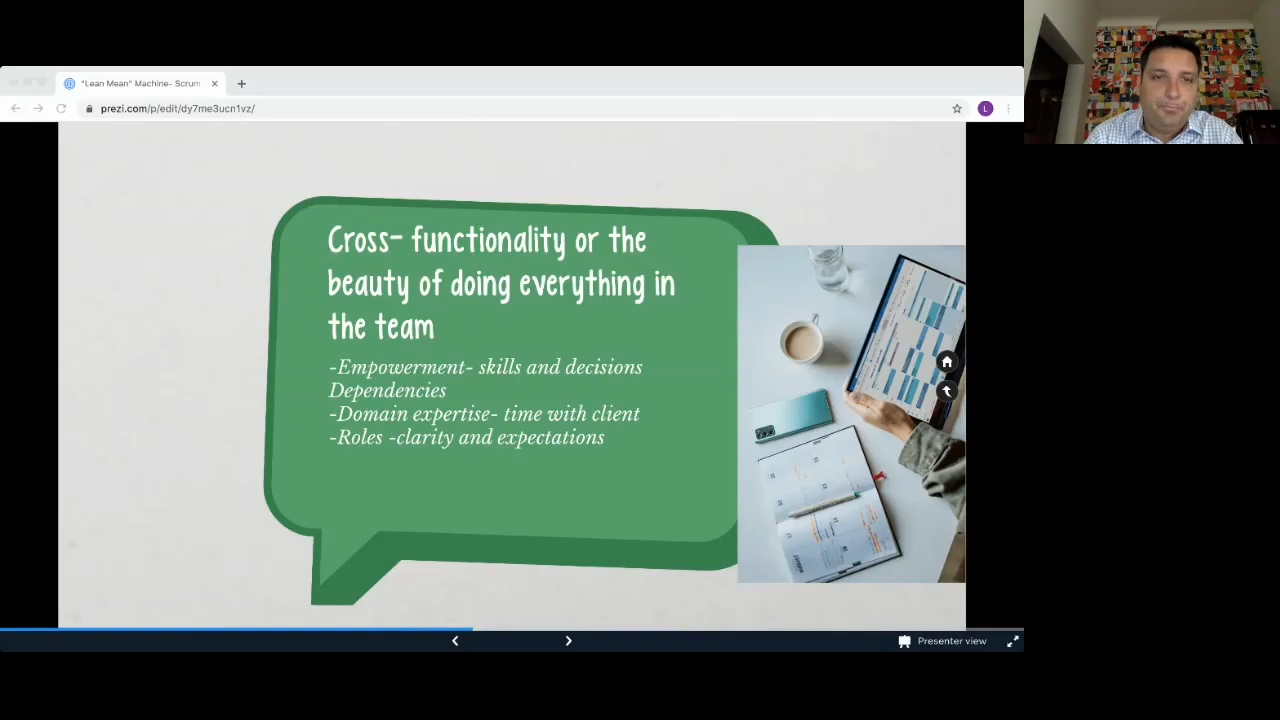 "Lean Mean" Machine- Scrum
prezi.com/p/edit/dy7me3ucn1vz/
L
Cross- functionality or the
beauty of doing everything in
the team
-Empowerment- skills and decisions
Dependencies
-Domain expertise- time with client
-Roles -clarity and expectations
Presenter view